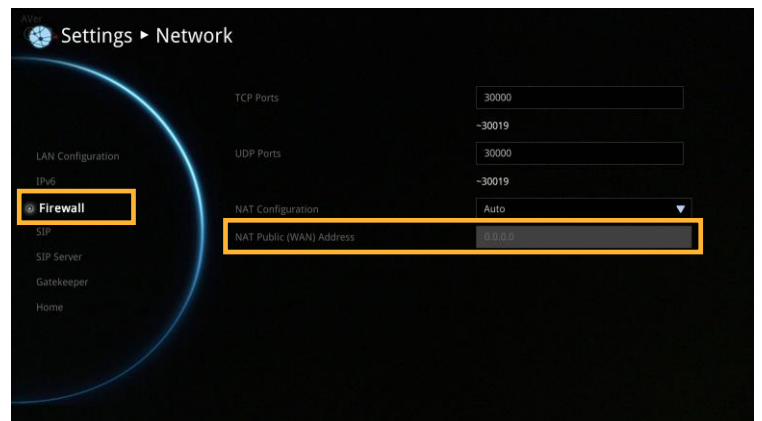 AVer
Settings ▸ Network
TCP Ports 30000
~30019
LAN Configuration
UDP Ports 30000
IPv6
~30019
Firewall
NAT Configuration Auto
SIP
NAT Public (WAN) Address 0.0.0.0
SIP Server
Gatekeeper
Home